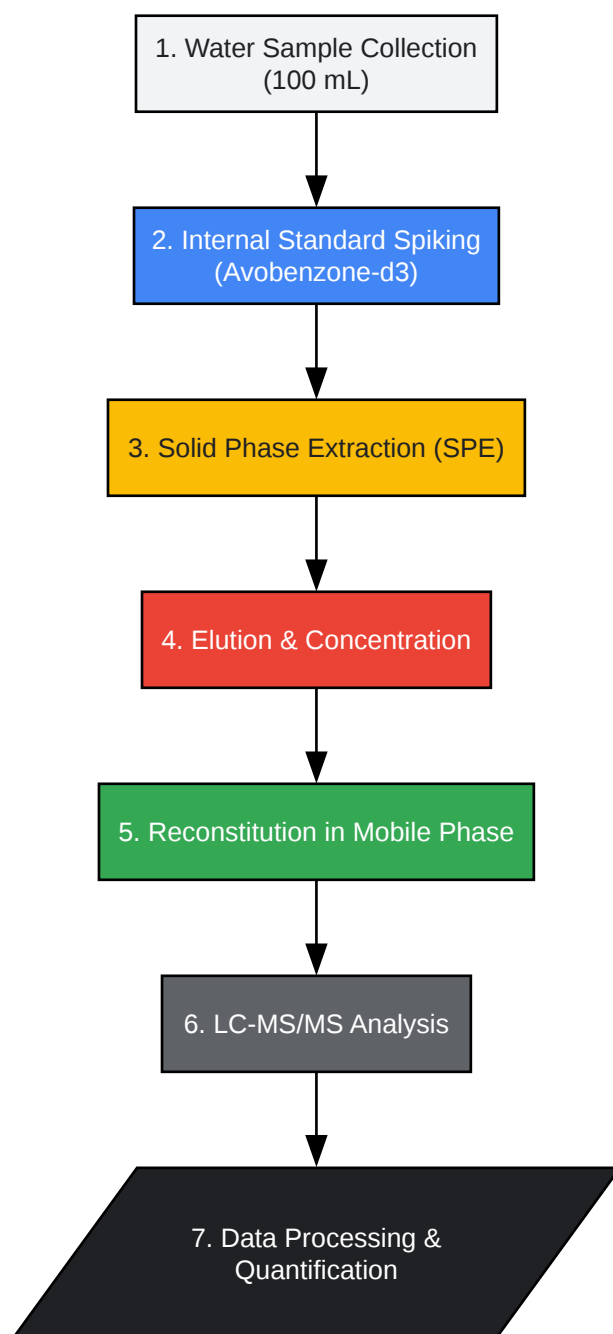 1. Water Sample Collection
(100 mL)
2. Internal Standard Spiking
(Avobenzone-d3)
3. Solid Phase Extraction (SPE)
4. Elution & Concentration
5. Reconstitution in Mobile Phase
6. LC-MS/MS Analysis
7. Data Processing &
Quantification